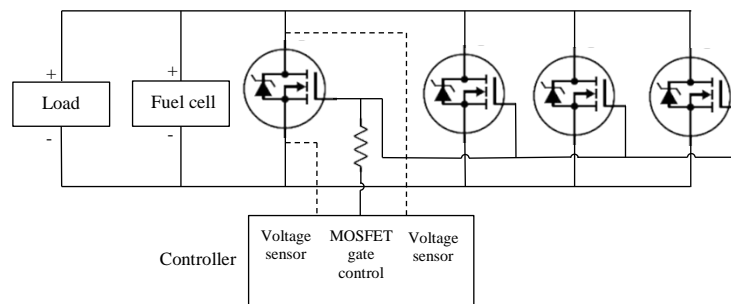 +
+
Load
Fuel cell
-
-
Controller
Voltage sensor
MOSFET gate control
Voltage sensor